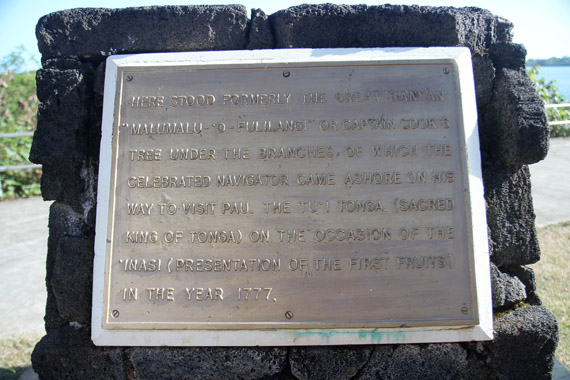 HERE STOOD FORMERLY THE GREAT BANYAN
"MALUMALU-'O-FULILANGI" OR CAPTAIN COOK'S
TREE UNDER THE BRANCHES OF WHICH THE
CELEBRATED NAVIGATOR CAME ASHORE ON HIS
WAY TO VISIT PAU, THE TU'I TONGA (SACRED
KING OF TONGA) ON THE OCCASION OF THE
'INASI (PRESENTATION OF THE FIRST FRUITS)
IN THE YEAR 1777.